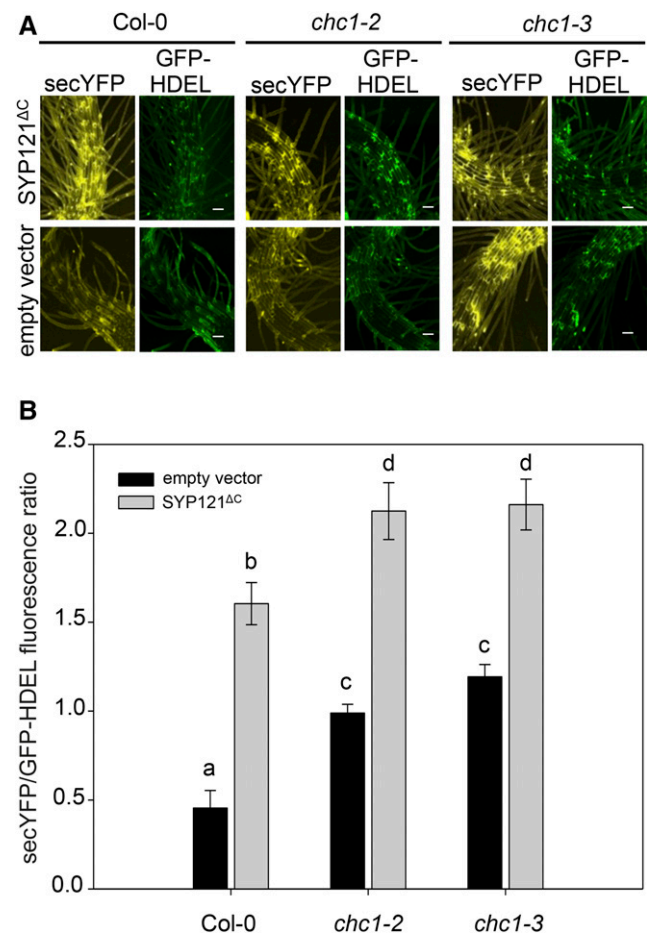 A
Col-0 chc1-2 chc1-3
secYFP GFP-HDEL secYFP GFP-HDEL secYFP GFP-HDEL
SYP121ΔC
empty vector
B
secYFP/GFP-HDEL fluorescence ratio
2.5
2.0
1.5
1.0
0.5
0.0
empty vector
SYP121ΔC
a
b
c
d
c
d
Col-0 chc1-2 chc1-3